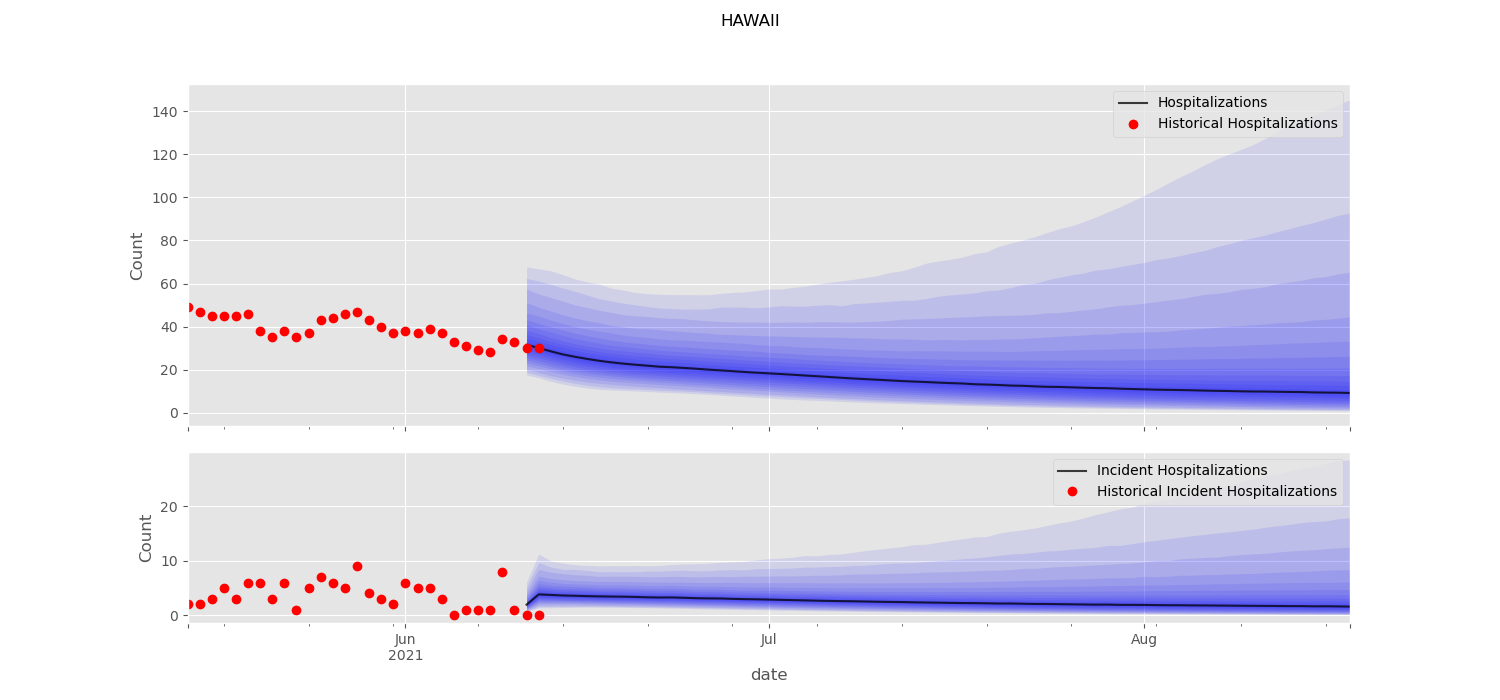 HAWAII
Hospitalizations
Historical Hospitalizations
140
120
100
80
60
40
20
0
Count
Incident Hospitalizations
Historical Incident Hospitalizations
20
10
0
Count
Jun
2021
Jul
Aug
date